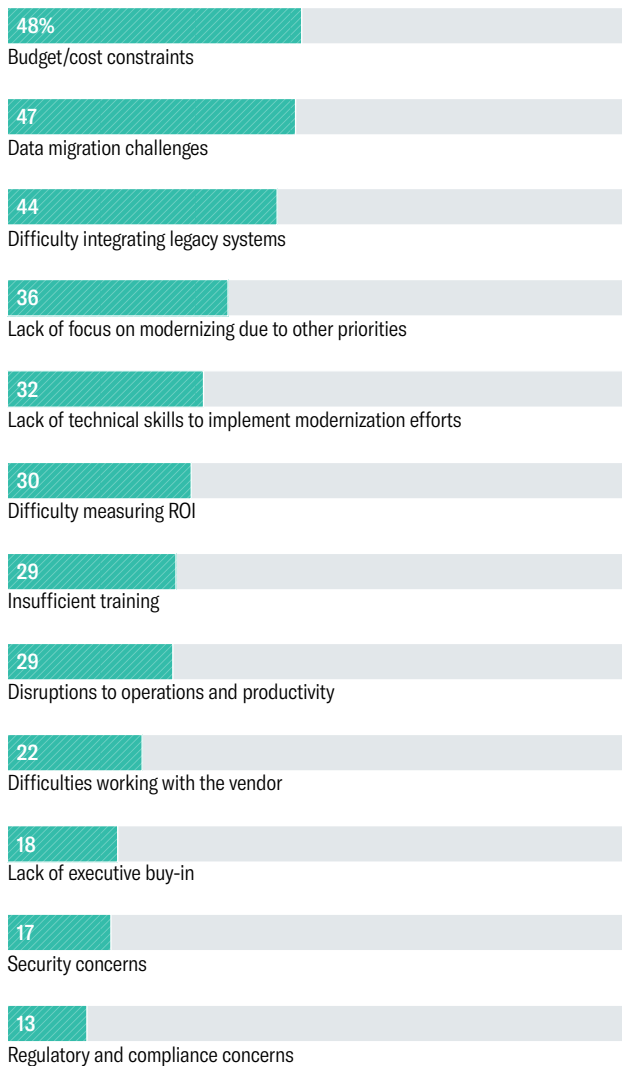 48%
Budget/cost constraints
47
Data migration challenges
44
Difficulty integrating legacy systems
36
Lack of focus on modernizing due to other priorities
32
Lack of technical skills to implement modernization efforts
30
Difficulty measuring ROI
29
Insufficient training
29
Disruptions to operations and productivity
22
Difficulties working with the vendor
18
Lack of executive buy-in
17
Security concerns
13
Regulatory and compliance concerns